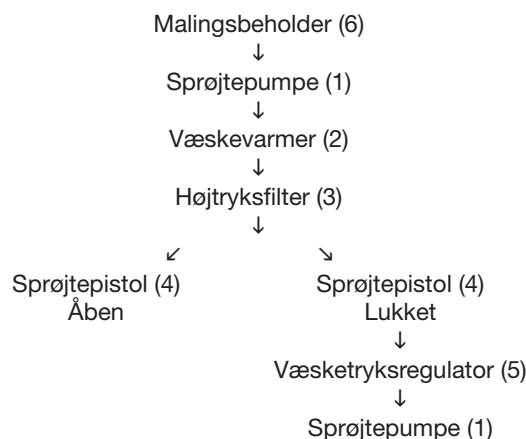 Malingsbeholder (6)
↓
Sprøjtepumpe (1)
↓
Væskevarmer (2)
↓
Højtryksfilter (3)
↓
↙ ↘
Sprøjtepistol (4) Sprøjtepistol (4)
Åben Lukket
↓
Væsketryksregulator (5)
↓
Sprøjtepumpe (1)